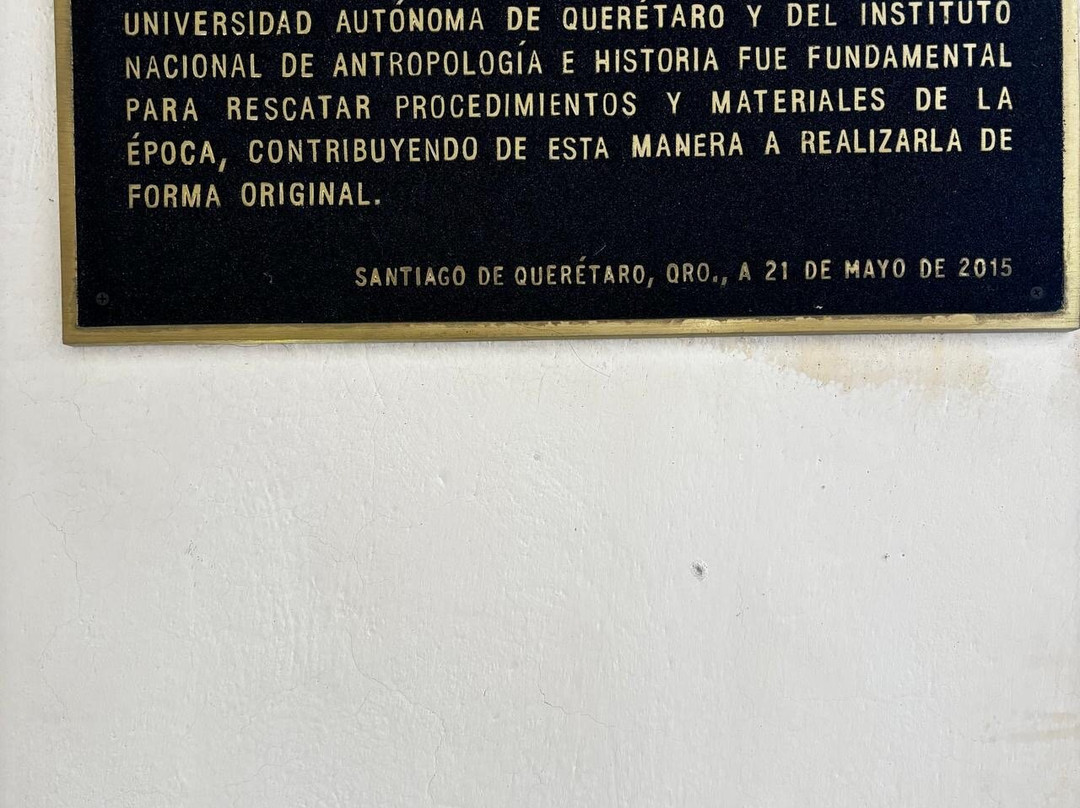 UNIVERSIDAD AUTÓNOMA DE QUERÉTARO Y DEL INSTITUTO
NACIONAL DE ANTROPOLOGÍA E HISTORIA FUE FUNDAMENTAL
PARA RESCATAR PROCEDIMIENTOS Y MATERIALES DE LA
ÉPOCA, CONTRIBUYENDO DE ESTA MANERA A REALIZARLA DE
FORMA ORIGINAL.
SANTIAGO DE QUERÉTARO, QRO., A 21 DE MAYO DE 2015